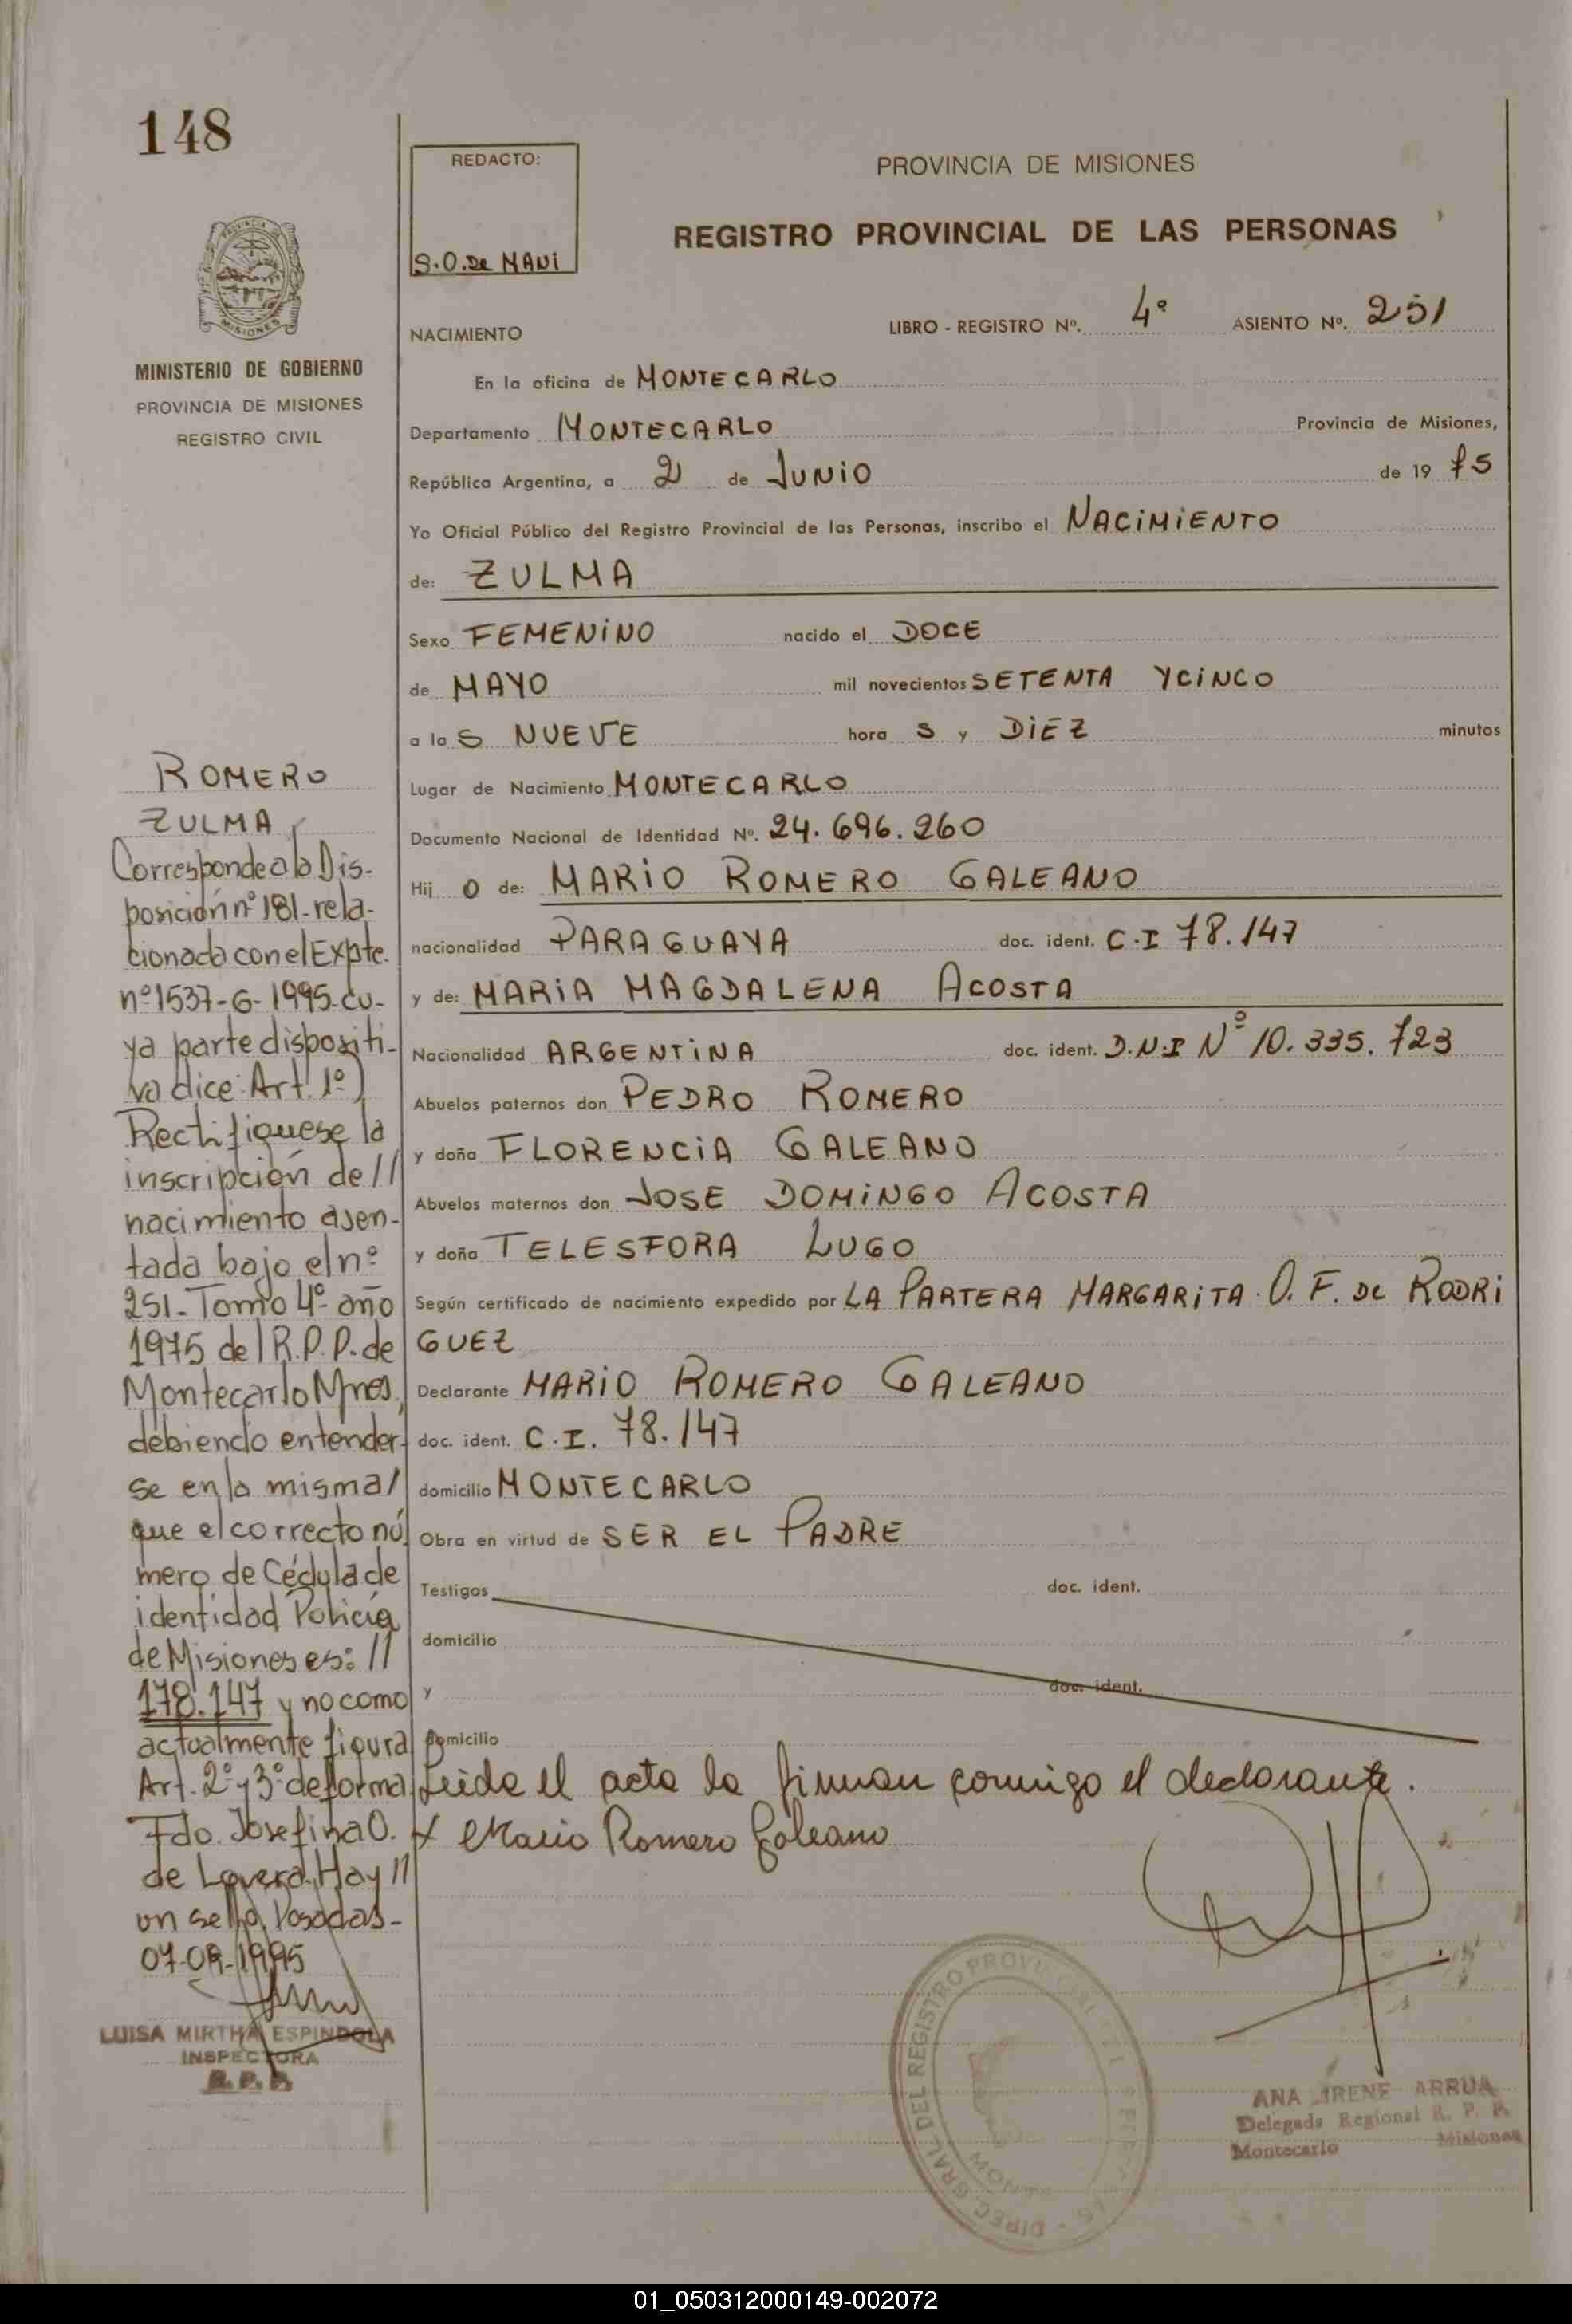 148
MINISTERIO DE GOBIERNO
PROVINCIA DE MISIONES
REGISTRO CIVIL
REDACTO:
S.O. De MAUI
PROVINCIA DE MISIONES
REGISTRO PROVINCIAL DE LAS PERSONAS
NACIMIENTO LIBRO - REGISTRO Nº. 4º ASIENTO Nº. 251
En la oficina de MONTECARLO
Departamento MONTECARLO Provincia de Misiones,
República Argentina, a 2 de JUNIO de 19 75
Yo Oficial Público del Registro Provincial de las Personas, inscribo el NACIMIENTO
de: ZULMA
Sexo FEMENINO nacido el DOCE
de MAYO mil novecientos SETENTA Y CINCO
a la S NUEVE hora S y DIEZ minutos
Lugar de Nacimiento MONTECARLO
Documento Nacional de Identidad Nº. 24.696.260
Hij O de: MARIO ROMERO GALEANO
nacionalidad PARAGUAYA doc. ident. C.I 78.147
y de: MARIA MAGDALENA ACOSTA
Nacionalidad ARGENTINA doc. ident. D.N.I Nº 10.335.723
Abuelos paternos don PEDRO ROMERO
y doña FLORENCIA GALEANO
Abuelos maternos don JOSE DOMINGO ACOSTA
y doña TELESFORA LUGO
Según certificado de nacimiento expedido por LA PARTERA MARGARITA O. F. DE RODRI
GUEZ
Declarante MARIO ROMERO GALEANO
doc. ident. C.I. 78.147
domicilio MONTECARLO
Obra en virtud de SER EL PADRE
Testigos doc. ident.
domicilio
y doc. ident.
domicilio
Leida el acta la firman conmigo el declarante.
X Mario Romero Galeano
ANA IRENE ARRUA
Delegada Regional R. P. P.
Montecarlo Misiones
ROMERO
ZULMA
Corresponde a la Dis-
posición nº 181- rela-
cionada con el Expte.
nº 1537-G-1995- cu-
ya parte dispositi-
va dice: Art. 1º)
Rectifiquese la
inscripción de //
nacimiento asen-
tada bajo el nº
251- Tomo 4º- año
1975 del R.P.P. de
Montecarlo Mnes,
debiendo entender-
se en la misma/
que el correcto nú
mero de Cédula de
identidad Policía
de Misiones es: //
178.147 y no como
actualmente figura
Art. 2º y 3º de forma
Fdo. Josefina O.
de Lovera. Hay //
un sello, Posadas-
LUISA MIRTHA ESPINDOLA
INSPECTORA
R. P. P.
01_050312000149-002072